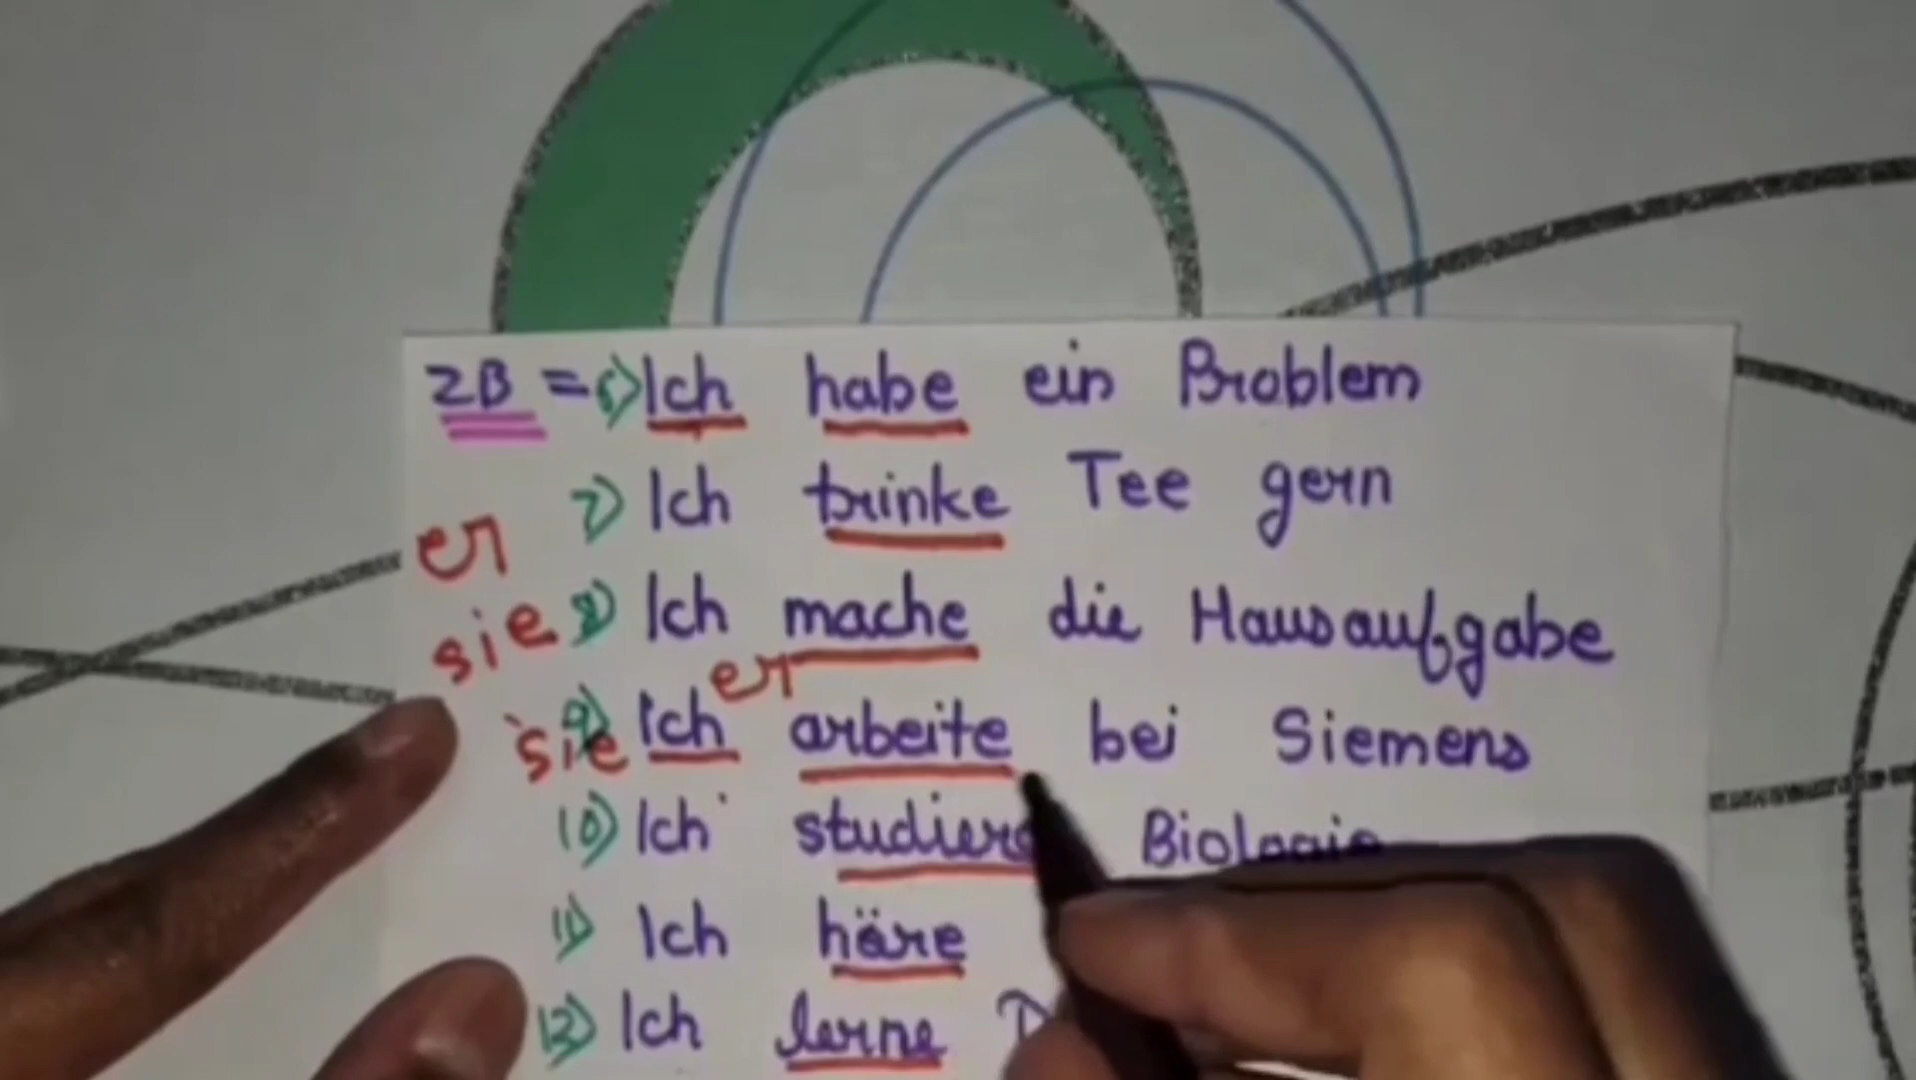 ZB = 6) Ich habe ein Problem
7) Ich trinke Tee gern
er
sie 8) Ich mache die Hausaufgabe
er
sie 9) Ich arbeite bei Siemens
10) Ich studiere Biologie
11) Ich höre
12) Ich lerne D